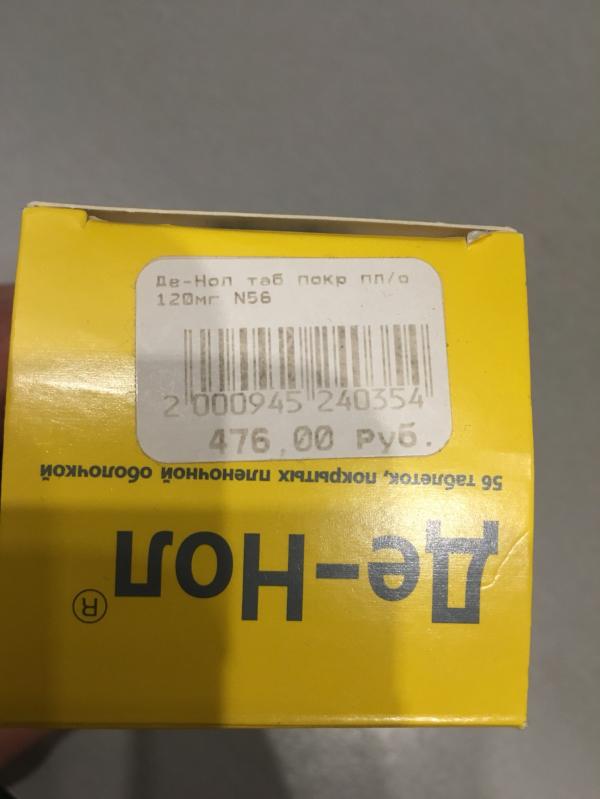 Де-Нол таб покр пл/о
120мг N56
2 000945 240354
476,00 Руб.
56 таблеток, покрытых пленочной оболочкой
Де-Нол®